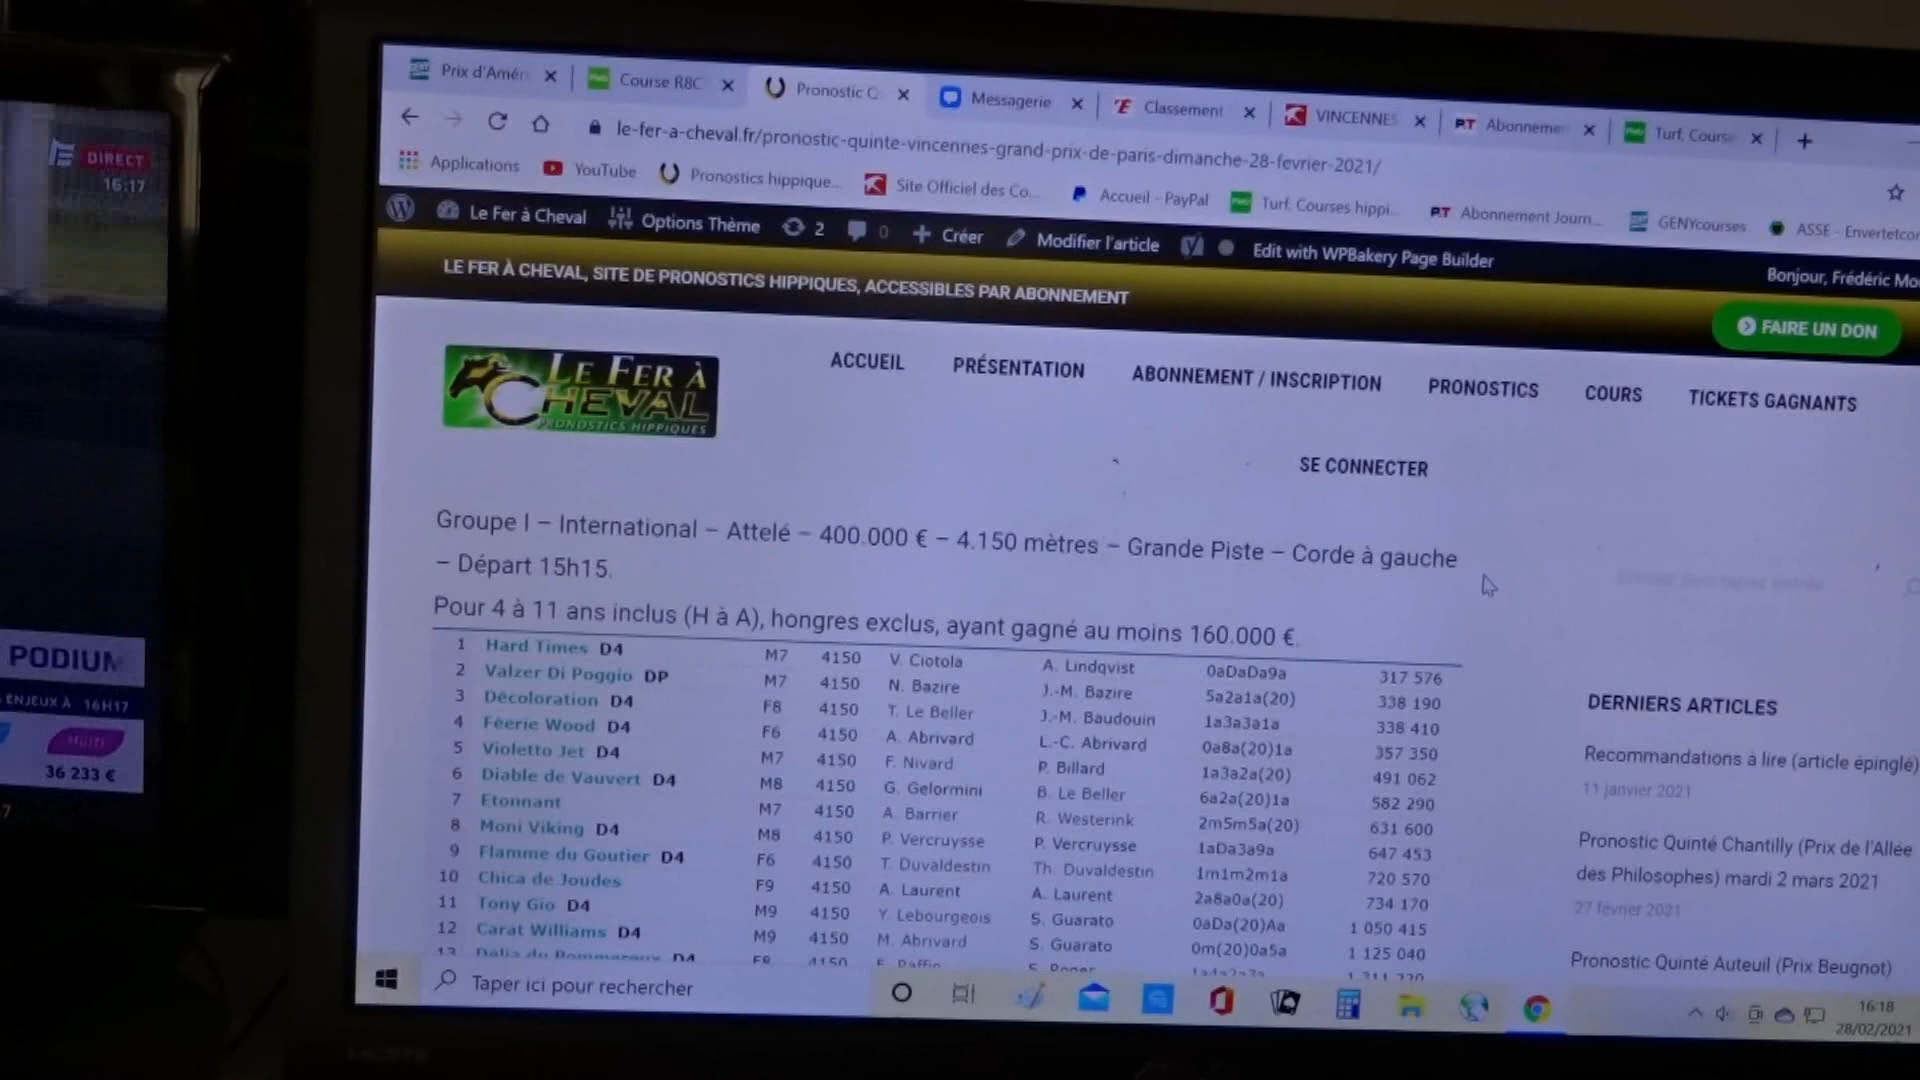 DIRECT
16:17
PODIUM
ENJEUX À 16H17
Multi
36 233 €
7
Prix d'Amér
Course R8C
Pronostic Q
Messagerie
Classement
VINCENNES
Abonneme
Turf, Course
le-fer-a-cheval.fr/pronostic-quinte-vincennes-grand-prix-de-paris-dimanche-28-fevrier-2021/
Applications
YouTube
Pronostics hippique...
Site Officiel des Co...
Accueil - PayPal
Turf. Courses hippi...
Abonnement Journ...
GENYcourses
ASSE - Envertetcon
Le Fer à Cheval
Options Thème
2
0
Créer
Modifier l'article
Edit with WPBakery Page Builder
Bonjour, Frédéric Mo
LE FER À CHEVAL, SITE DE PRONOSTICS HIPPIQUES, ACCESSIBLES PAR ABONNEMENT
FAIRE UN DON
LE FER À
CHEVAL
PRONOSTICS HIPPIQUES
ACCUEIL
PRÉSENTATION
ABONNEMENT / INSCRIPTION
PRONOSTICS
COURS
TICKETS GAGNANTS
SE CONNECTER
Groupe I – International – Attelé – 400.000 € – 4.150 mètres – Grande Piste – Corde à gauche
– Départ 15h15.
Pour 4 à 11 ans inclus (H à A), hongres exclus, ayant gagné au moins 160.000 €.
1 Hard Times D4 M7 4150 V. Ciotola A. Lindqvist 0aDaDa9a 317 576
2 Valzer Di Poggio DP M7 4150 N. Bazire J.-M. Bazire 5a2a1a(20) 338 190
3 Décoloration D4 F8 4150 T. Le Beller J.-M. Baudouin 1a3a3a1a 338 410
4 Féerie Wood D4 F6 4150 A. Abrivard L.-C. Abrivard 0a8a(20)1a 357 350
5 Violetto Jet D4 M7 4150 F. Nivard P. Billard 1a3a2a(20) 491 062
6 Diable de Vauvert D4 M8 4150 G. Gelormini B. Le Beller 6a2a(20)1a 582 290
7 Etonnant M7 4150 A. Barrier R. Westerink 2m5m5a(20) 631 600
8 Moni Viking D4 M8 4150 P. Vercruysse P. Vercruysse 1aDa3a9a 647 453
9 Flamme du Goutier D4 F6 4150 T. Duvaldestin Th. Duvaldestin 1m1m2m1a 720 570
10 Chica de Joudes F9 4150 A. Laurent A. Laurent 2a8a0a(20) 734 170
11 Tony Gio D4 M9 4150 Y. Lebourgeois S. Guarato 0aDa(20)Aa 1 050 415
12 Carat Williams D4 M9 4150 M. Abrivard S. Guarato 0m(20)0a5a 1 125 040
13 Delia du Pommereux D4 F8 4150 E. Raffin S. Roger
DERNIERS ARTICLES
Recommandations à lire (article épinglé)
11 janvier 2021
Pronostic Quinté Chantilly (Prix de l'Allée
des Philosophes) mardi 2 mars 2021
27 février 2021
Pronostic Quinté Auteuil (Prix Beugnot)
Taper ici pour rechercher
16:18
28/02/2021